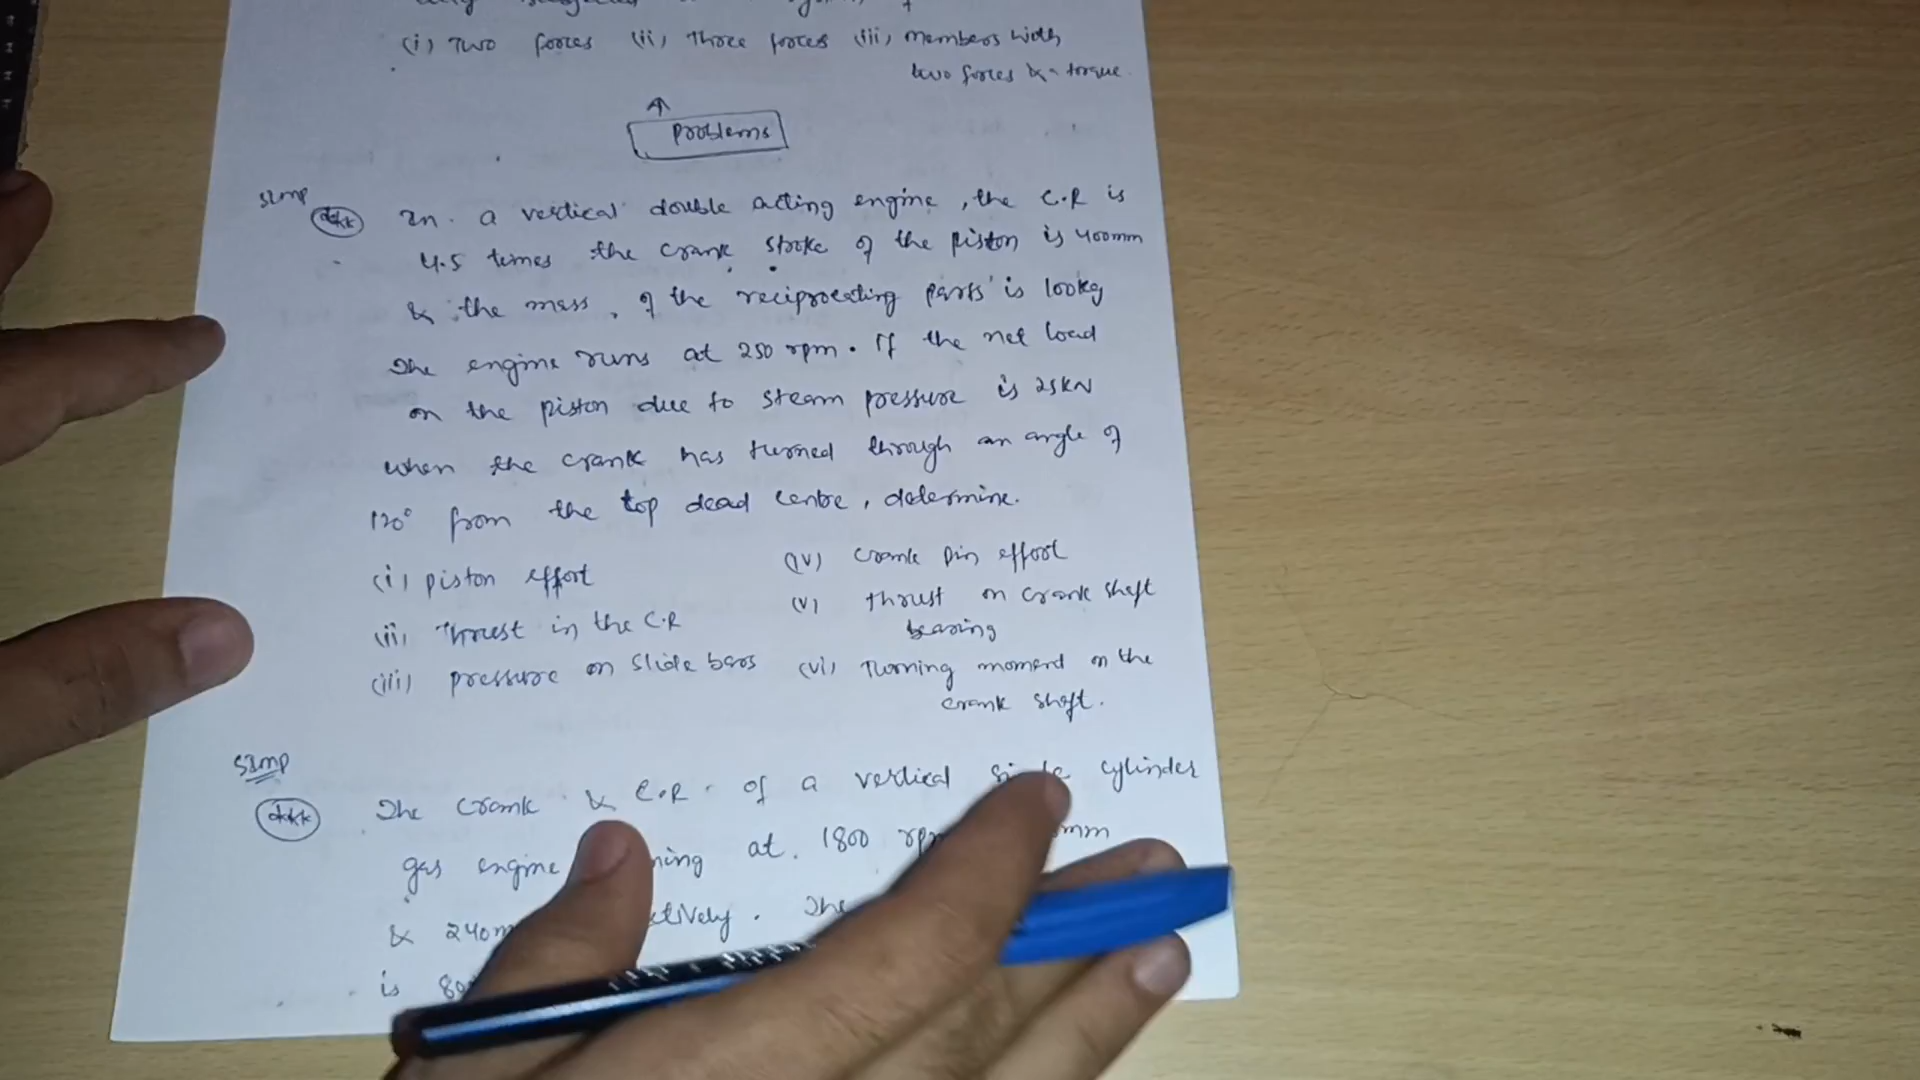 (i) Two forces (ii) Three forces (iii) members with
two forces & a torque.
Problems
SImp
In a vertical double acting engine, the C.R is
4.5 times the crank stroke of the piston is 400mm
& the mass of the reciprocating parts is 100kg
The engine runs at 250 rpm. If the net load
on the piston due to steam pressure is 25kN
when the crank has turned through an angle of
120° from the top dead centre, determine.
(i) piston effort
(ii) Thrust in the C.R
(iii) pressure on slide bars
(iv) crank pin effort
(v) thrust on crank shaft
bearing
(vi) Turning moment on the
crank shaft.
SImp
The crank & C.R. of a vertical cylinder
gas engine at 1800 mm
& The
is